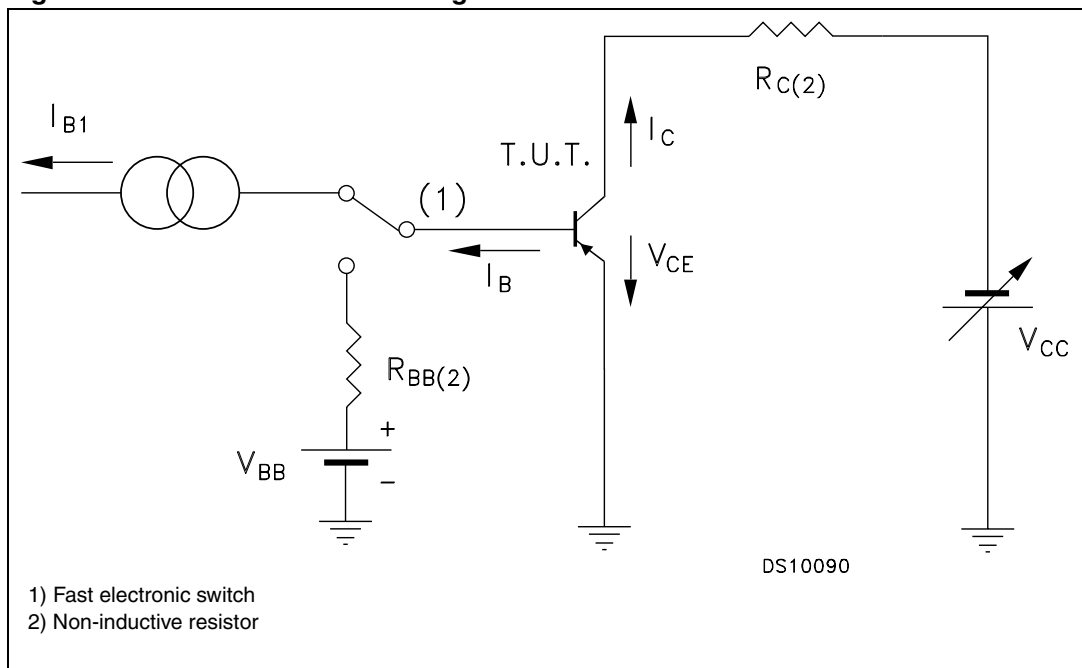 I_B1
T.U.T.
I_C
R_C(2)
(1)
I_B
V_CE
R_BB(2)
V_CC
V_BB
+
−
DS10090
1) Fast electronic switch
2) Non-inductive resistor